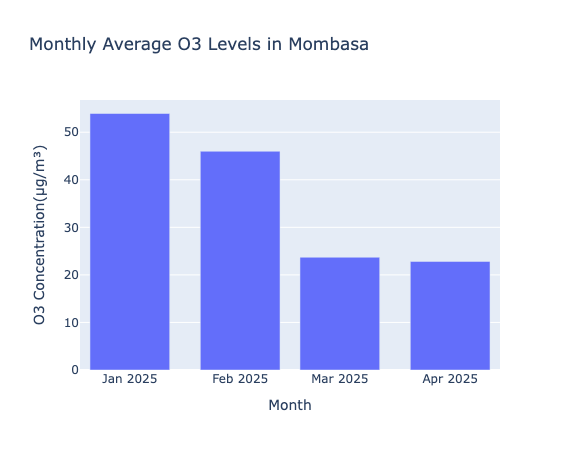 Monthly Average O3 Levels in Mombasa
O3 Concentration(µg/m³)
50
40
30
20
10
0
Jan 2025 Feb 2025 Mar 2025 Apr 2025
Month